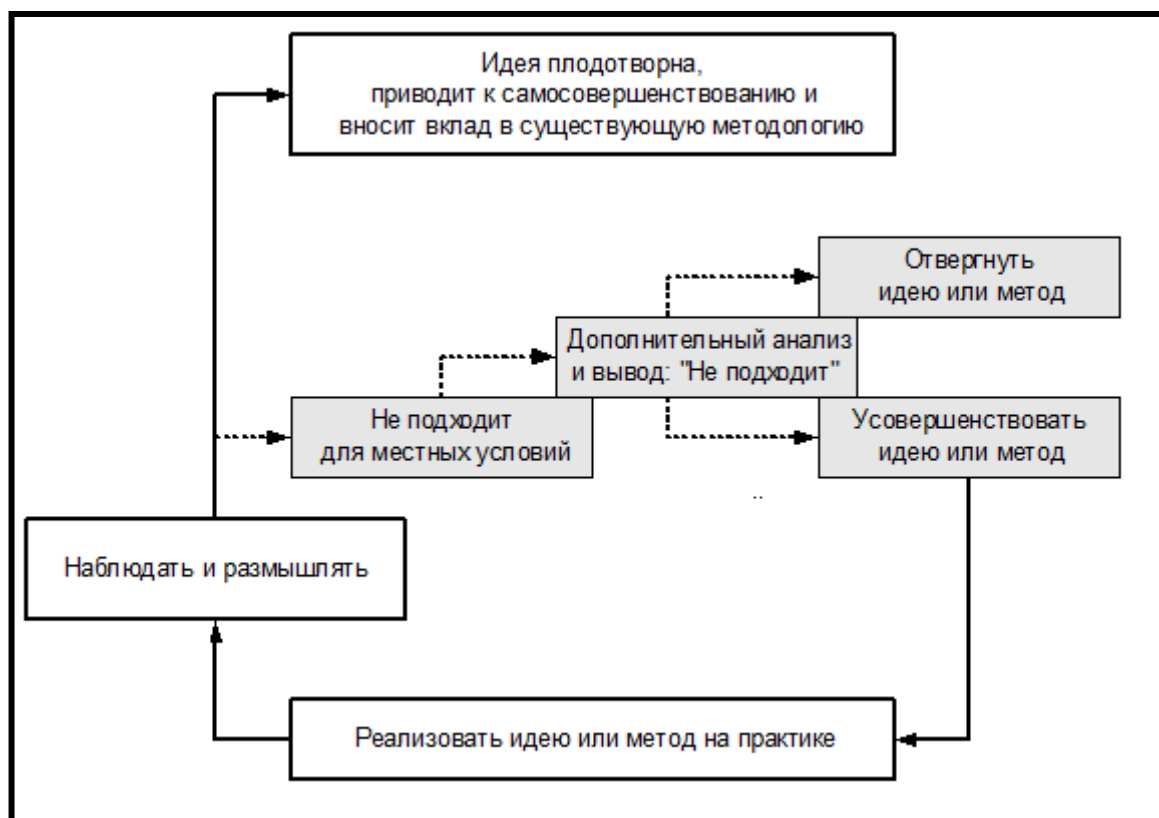 Идея плодотворна,
приводит к самосовершенствованию и
вносит вклад в существующую методологию
Отвергнуть
идею или метод
Дополнительный анализ
и вывод: "Не подходит"
Не подходит
для местных условий
Усовершенствовать
идею или метод
..
Наблюдать и размышлять
Реализовать идею или метод на практике